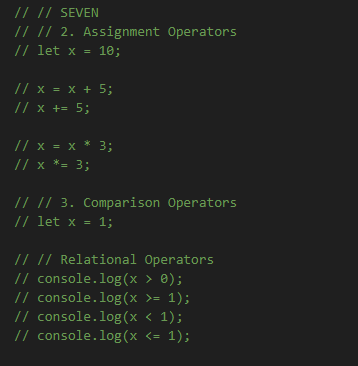 // // SEVEN
// // 2. Assignment Operators
// let x = 10;
// x = x + 5;
// x += 5;
// x = x * 3;
// x *= 3;
// // 3. Comparison Operators
// let x = 1;
// // Relational Operators
// console.log(x > 0);
// console.log(x >= 1);
// console.log(x < 1);
// console.log(x <= 1);